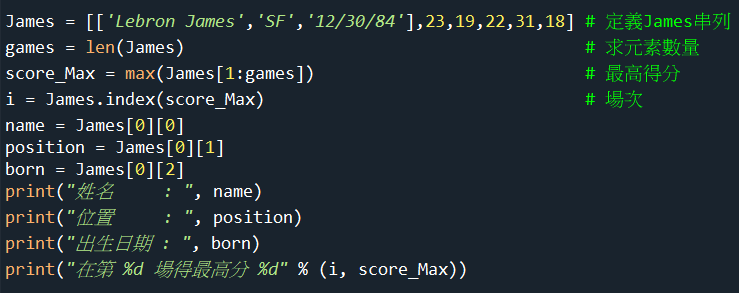 James = [['Lebron James','SF','12/30/84'],23,19,22,31,18] # 定義James串列
games = len(James) # 求元素數量
score_Max = max(James[1:games]) # 最高得分
i = James.index(score_Max) # 場次
name = James[0][0]
position = James[0][1]
born = James[0][2]
print("姓名     : ", name)
print("位置     : ", position)
print("出生日期 : ", born)
print("在第 %d 場得最高分 %d" % (i, score_Max))